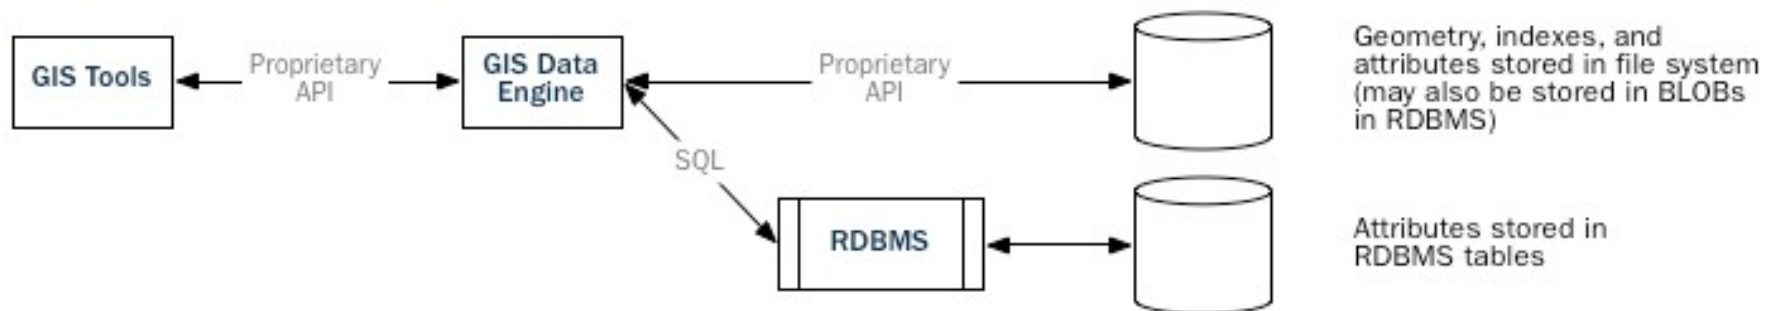 GIS Tools
Proprietary
API
GIS Data
Engine
Proprietary
API
Geometry, indexes, and
attributes stored in file system
(may also be stored in BLOBs
in RDBMS)
SQL
RDBMS
Attributes stored in
RDBMS tables